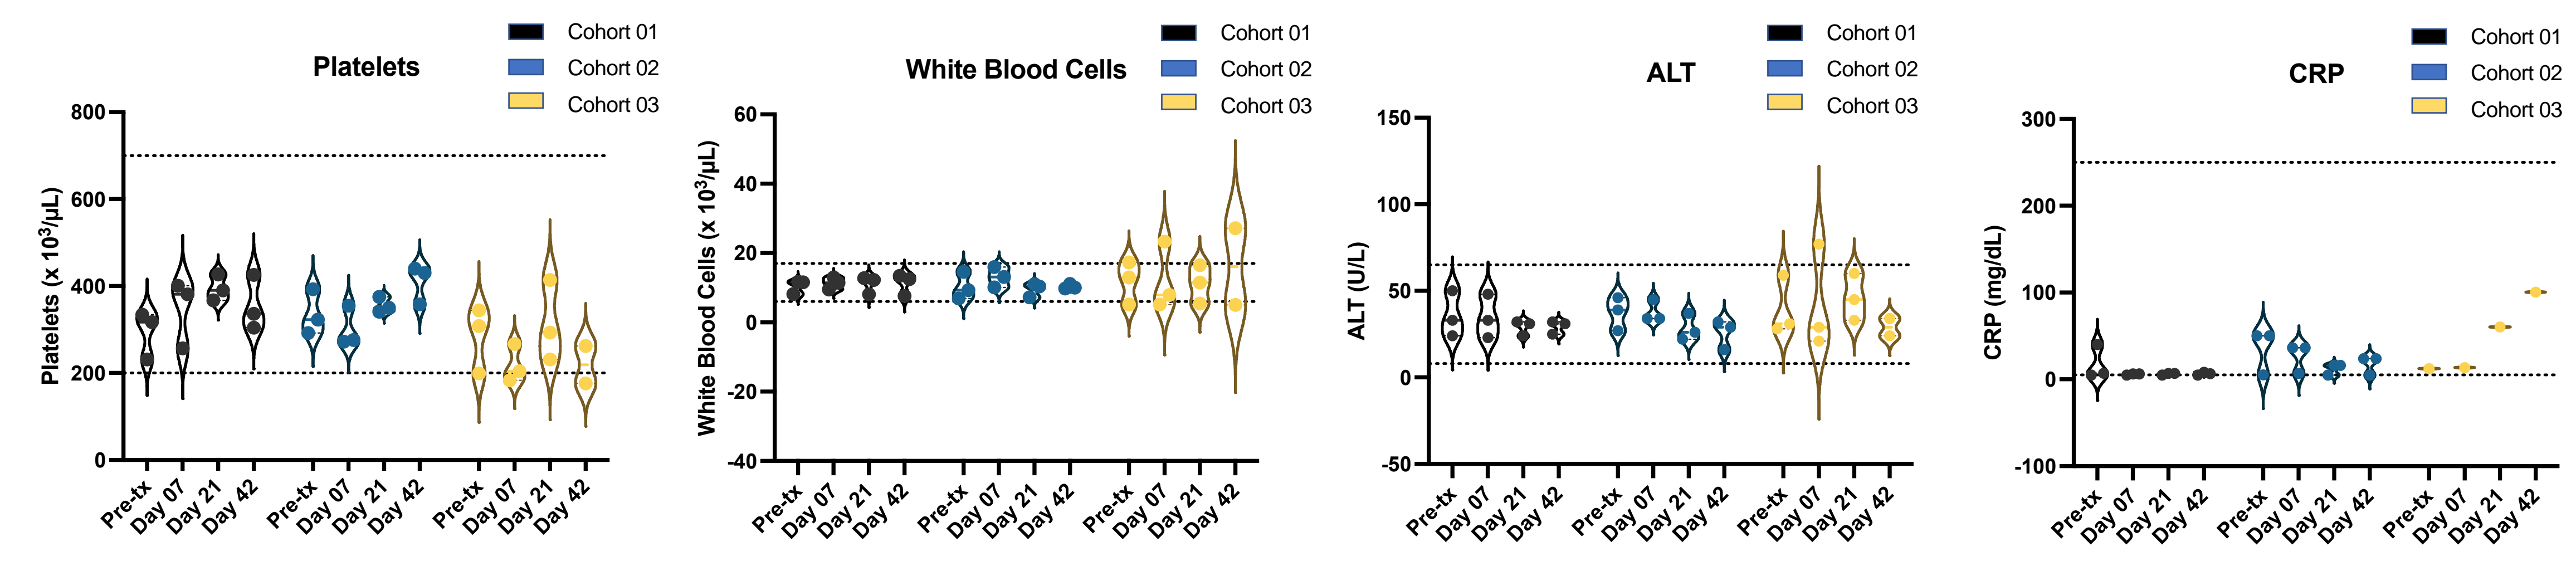 Platelets
Cohort 01
Cohort 02
Cohort 03
Platelets (x 10³/µL)
800
600
400
200
0
Pre-tx Day 07 Day 21 Day 42 Pre-tx Day 07 Day 21 Day 42 Pre-tx Day 07 Day 21 Day 42
White Blood Cells
Cohort 01
Cohort 02
Cohort 03
White Blood Cells (x 10³/µL)
60
40
20
0
-20
-40
Pre-tx Day 07 Day 21 Day 42 Pre-tx Day 07 Day 21 Day 42 Pre-tx Day 07 Day 21 Day 42
ALT
Cohort 01
Cohort 02
Cohort 03
ALT (U/L)
150
100
50
0
-50
Pre-tx Day 07 Day 21 Day 42 Pre-tx Day 07 Day 21 Day 42 Pre-tx Day 07 Day 21 Day 42
CRP
Cohort 01
Cohort 02
Cohort 03
CRP (mg/dL)
300
200
100
0
-100
Pre-tx Day 07 Day 21 Day 42 Pre-tx Day 07 Day 21 Day 42 Pre-tx Day 07 Day 21 Day 42